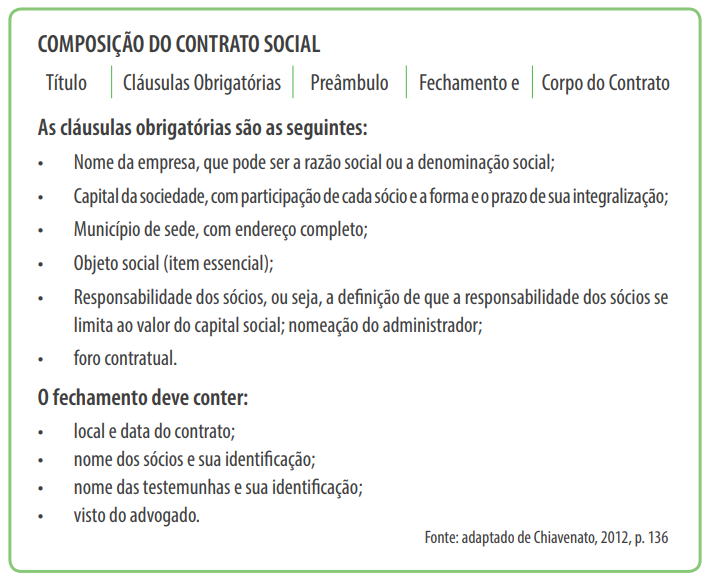 COMPOSIÇÃO DO CONTRATO SOCIAL
Título | Cláusulas Obrigatórias | Preâmbulo | Fechamento e | Corpo do Contrato
As cláusulas obrigatórias são as seguintes:
• Nome da empresa, que pode ser a razão social ou a denominação social;
• Capital da sociedade, com participação de cada sócio e a forma e o prazo de sua integralização;
• Município de sede, com endereço completo;
• Objeto social (item essencial);
• Responsabilidade dos sócios, ou seja, a definição de que a responsabilidade dos sócios se
limita ao valor do capital social; nomeação do administrador;
• foro contratual.
O fechamento deve conter:
• local e data do contrato;
• nome dos sócios e sua identificação;
• nome das testemunhas e sua identificação;
• visto do advogado.
Fonte: adaptado de Chiavenato, 2012, p. 136